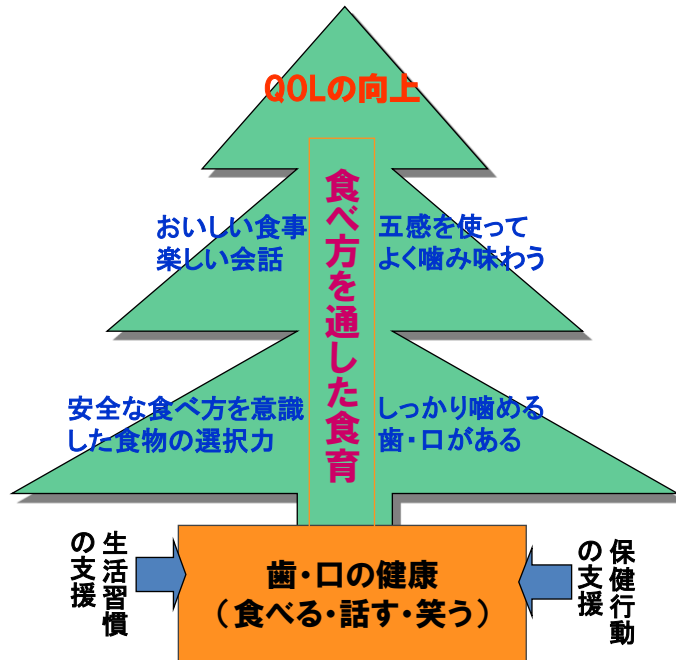 QOLの向上
食べ方を通した食育
おいしい食事
楽しい会話
五感を使って
よく噛み味わう
安全な食べ方を意識
した食物の選択力
しっかり噛める
歯・口がある
生活習慣
の支援
歯・口の健康
(食べる・話す・笑う)
保健行動
の支援